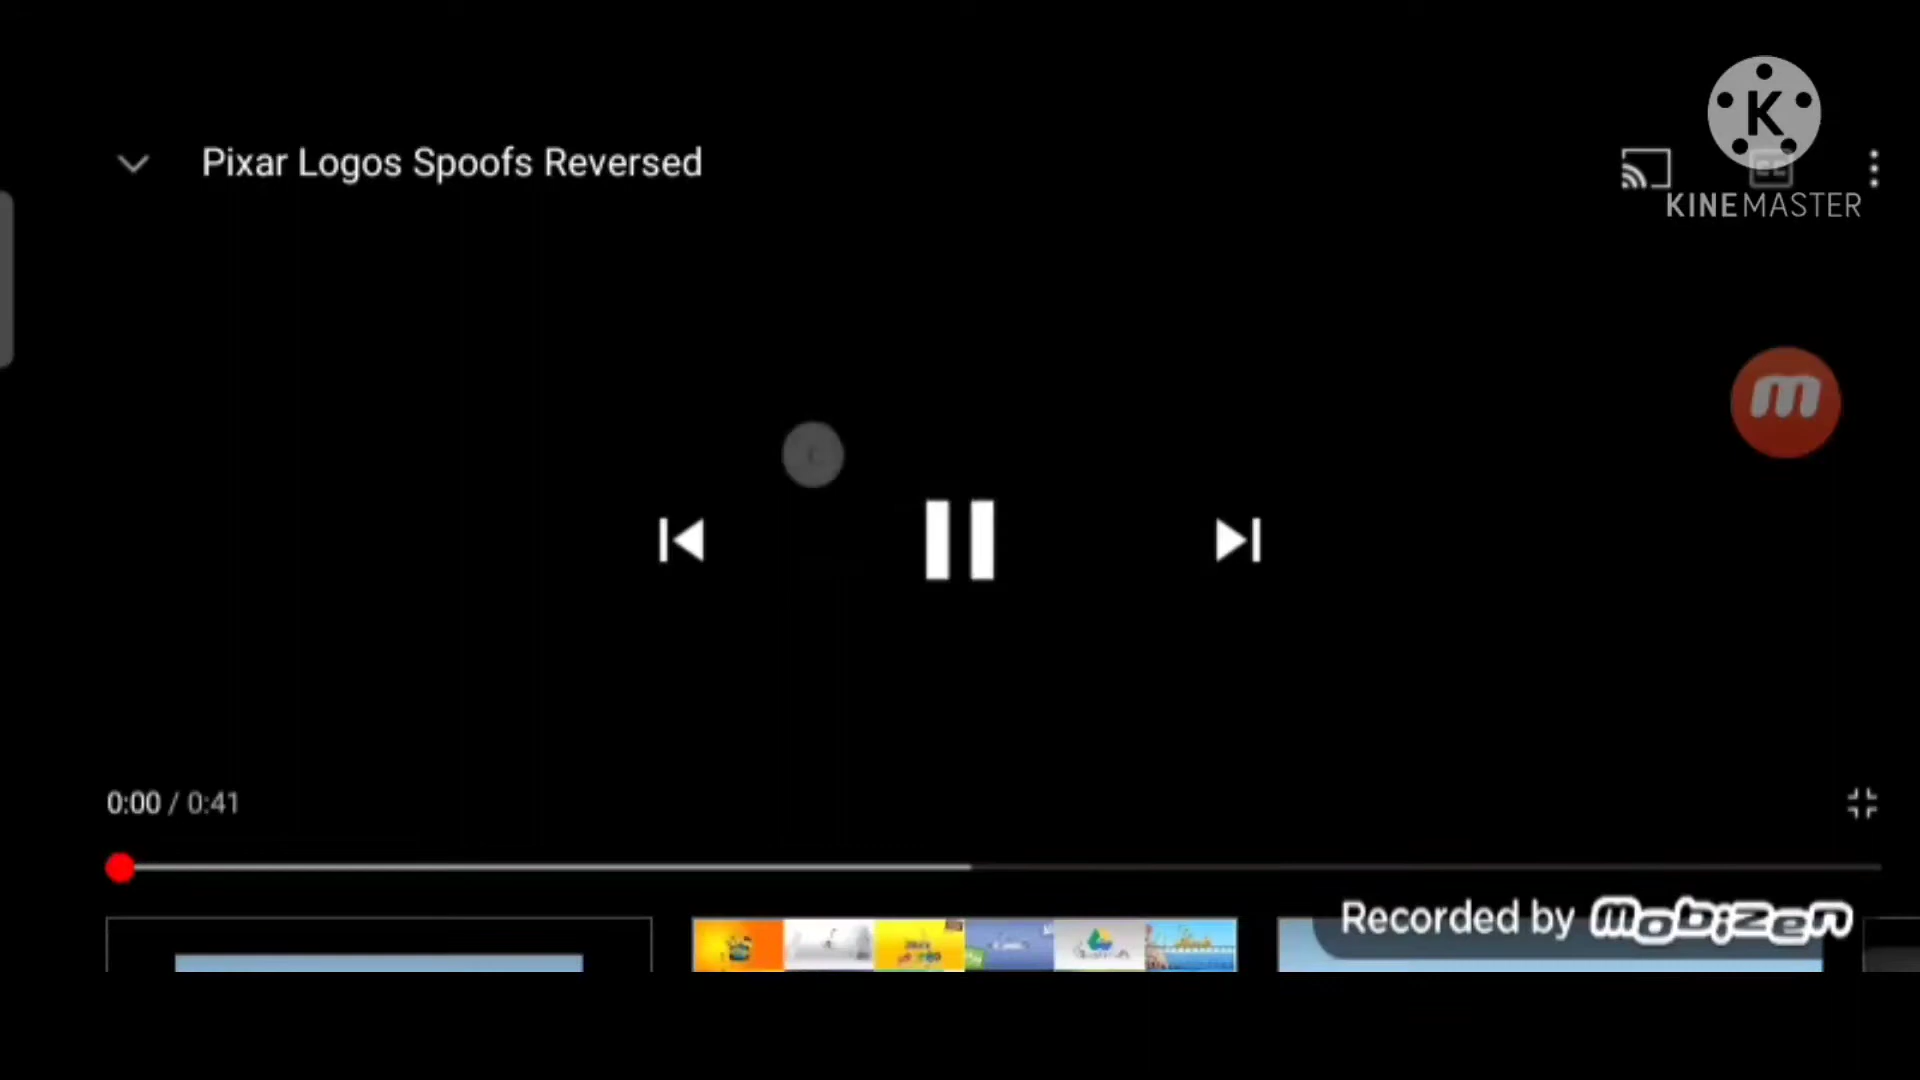 Pixar Logos Spoofs Reversed
K
KINEMASTER
m
0:00 / 0:41
Recorded by mobizen